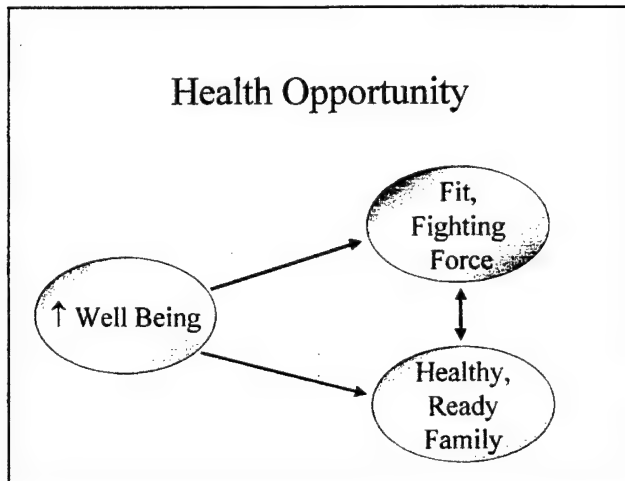 Health Opportunity
Fit,
Fighting
Force
↑ Well Being
Healthy,
Ready
Family